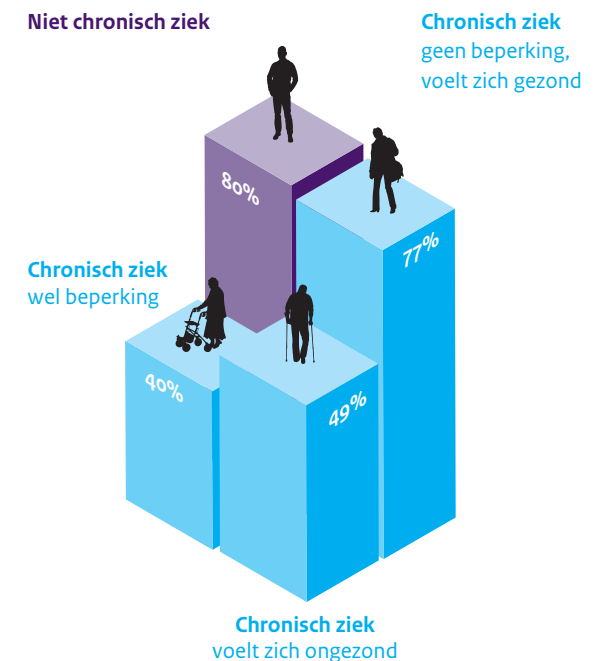 Niet chronisch ziek
Chronisch ziek
geen beperking,
voelt zich gezond
80%
77%
Chronisch ziek
wel beperking
40%
49%
Chronisch ziek
voelt zich ongezond